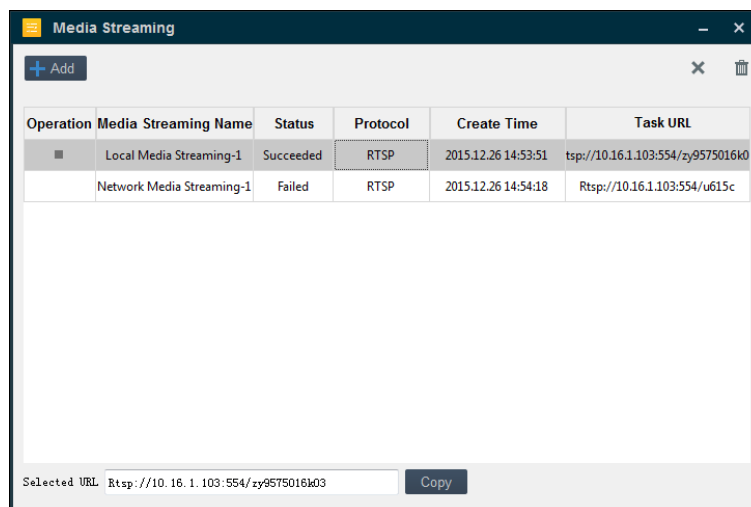 Media Streaming
Add
Operation Media Streaming Name Status Protocol Create Time Task URL
Local Media Streaming-1 Succeeded RTSP 2015.12.26 14:53:51 tsp://10.16.1.103:554/zy9575016k0
Network Media Streaming-1 Failed RTSP 2015.12.26 14:54:18 Rtsp://10.16.1.103:554/u615c
Selected URL Rtsp://10.16.1.103:554/zy9575016k03 Copy